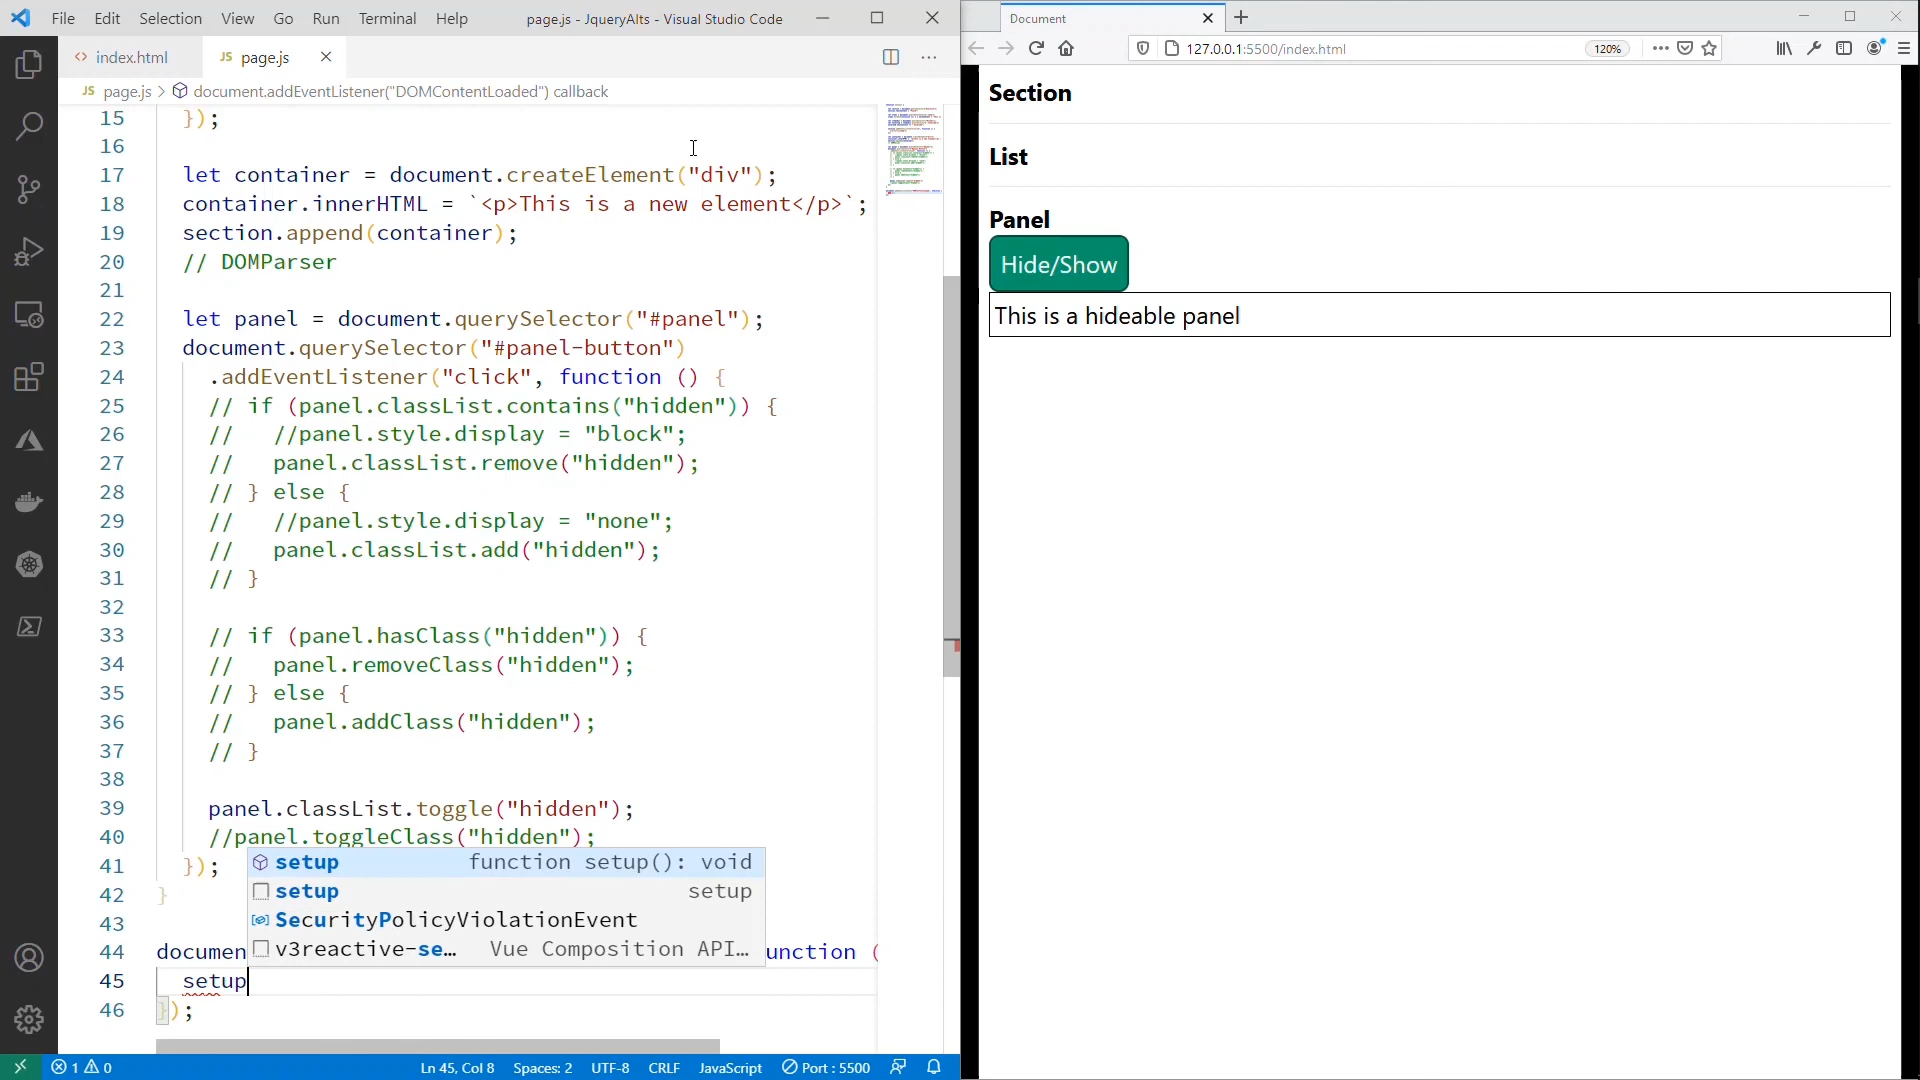 File Edit Selection View Go Run Terminal Help page.js - JqueryAlts - Visual Studio Code
index.html
JS page.js
JS page.js > document.addEventListener("DOMContentLoaded") callback
15 });
16
17 let container = document.createElement("div");
18 container.innerHTML = `<p>This is a new element</p>`;
19 section.append(container);
20 // DOMParser
21
22 let panel = document.querySelector("#panel");
23 document.querySelector("#panel-button")
24 .addEventListener("click", function () {
25 // if (panel.classList.contains("hidden")) {
26 // //panel.style.display = "block";
27 // panel.classList.remove("hidden");
28 // } else {
29 // //panel.style.display = "none";
30 // panel.classList.add("hidden");
31 // }
32
33 // if (panel.hasClass("hidden")) {
34 // panel.removeClass("hidden");
35 // } else {
36 // panel.addClass("hidden");
37 // }
38
39 panel.classList.toggle("hidden");
40 //panel.toggleClass("hidden");
41 });
setup function setup(): void
42 }
setup setup
43
SecurityPolicyViolationEvent
v3reactive-se… Vue Composition API…
44 documen unction (
45 setup
46 });
1 0 Ln 45, Col 8 Spaces: 2 UTF-8 CRLF JavaScript Port : 5500
Document
127.0.0.1:5500/index.html 120%
Section
List
Panel
Hide/Show
This is a hideable panel